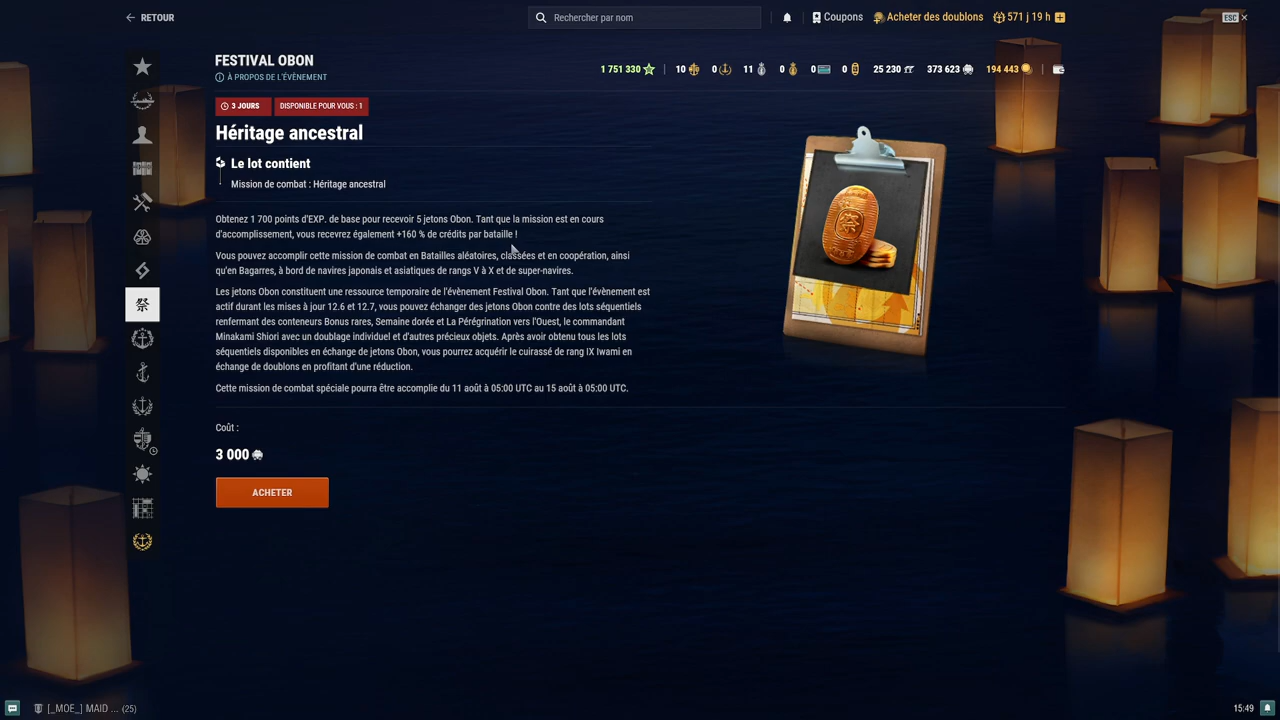 RETOUR
Rechercher par nom
Coupons
Acheter des doublons
571 j 19 h
ESC
FESTIVAL OBON
À PROPOS DE L'ÉVÈNEMENT
1 751 330
10
0
11
0
0
0
25 230
373 623
194 443
3 JOURS
DISPONIBLE POUR VOUS : 1
Héritage ancestral
Le lot contient
Mission de combat : Héritage ancestral
Obtenez 1 700 points d'EXP. de base pour recevoir 5 jetons Obon. Tant que la mission est en cours
d'accomplissement, vous recevrez également +160 % de crédits par bataille !
Vous pouvez accomplir cette mission de combat en Batailles aléatoires, classées et en coopération, ainsi
qu'en Bagarres, à bord de navires japonais et asiatiques de rangs V à X et de super-navires.
Les jetons Obon constituent une ressource temporaire de l'évènement Festival Obon. Tant que l'évènement est
actif durant les mises à jour 12.6 et 12.7, vous pouvez échanger des jetons Obon contre des lots séquentiels
renfermant des conteneurs Bonus rares, Semaine dorée et La Pérégrination vers l'Ouest, le commandant
Minakami Shiori avec un doublage individuel et d'autres précieux objets. Après avoir obtenu tous les lots
séquentiels disponibles en échange de jetons Obon, vous pourrez acquérir le cuirassé de rang IX Iwami en
échange de doublons en profitant d'une réduction.
Cette mission de combat spéciale pourra être accomplie du 11 août à 05:00 UTC au 15 août à 05:00 UTC.
Coût :
3 000
ACHETER
祭
祭
[_MOE_] MAID ... (25)
15:49